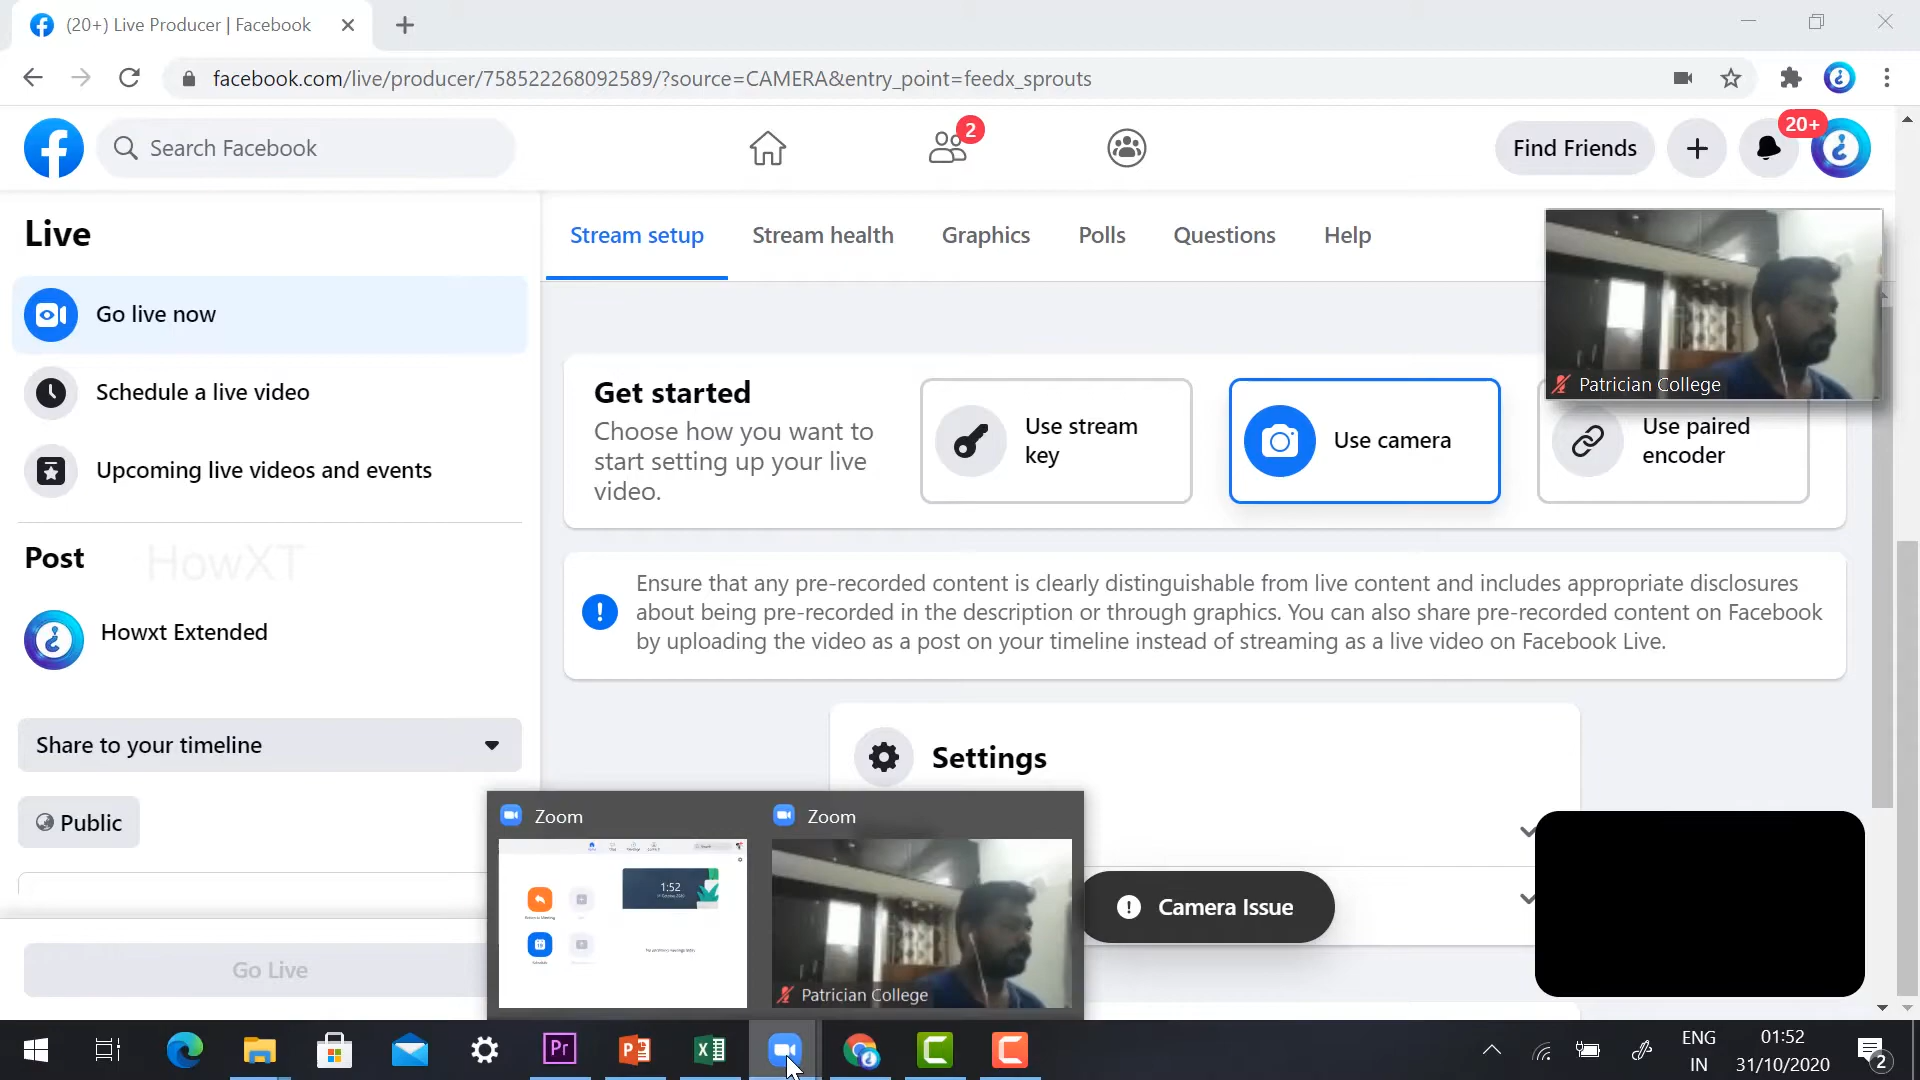 (20+) Live Producer | Facebook
facebook.com/live/producer/758522268092589/?source=CAMERA&entry_point=feedx_sprouts
Search Facebook
2
Find Friends
20+
Live
Go live now
Schedule a live video
Upcoming live videos and events
Post
HowXT
Howxt Extended
Share to your timeline
Public
Go Live
Stream setup
Stream health
Graphics
Polls
Questions
Help
Patrician College
Get started
Choose how you want to
start setting up your live
video.
Use stream
key
Use camera
Use paired
encoder
Ensure that any pre-recorded content is clearly distinguishable from live content and includes appropriate disclosures
about being pre-recorded in the description or through graphics. You can also share pre-recorded content on Facebook
by uploading the video as a post on your timeline instead of streaming as a live video on Facebook Live.
Settings
Zoom
1:52
Zoom
Patrician College
Camera Issue
Pr
ENG
IN
01:52
31/10/2020
2